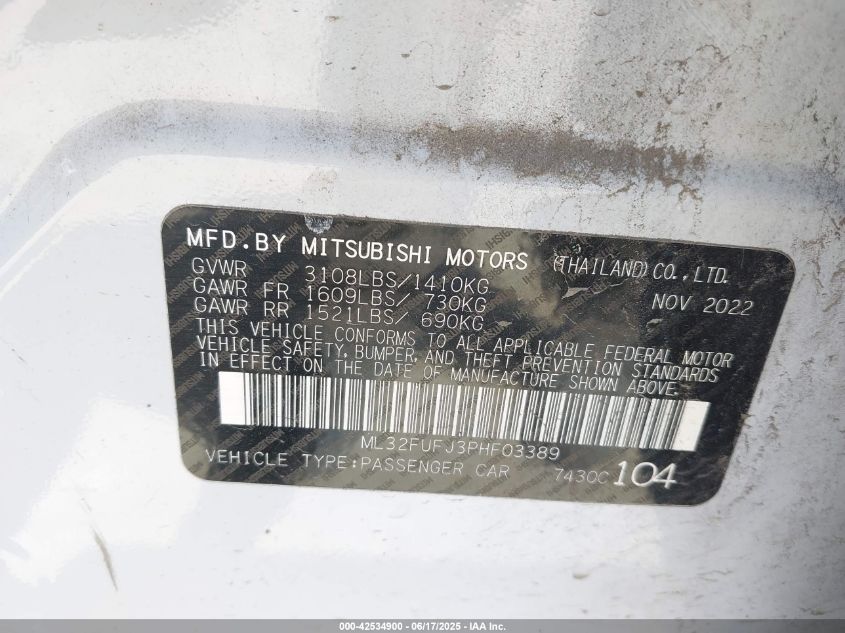 MFD.BY MITSUBISHI MOTORS (THAILAND) CO., LTD.
GVWR 3108LBS/1410KG NOV 2022
GAWR FR 1609LBS/ 730KG
GAWR RR 1521LBS/ 690KG
THIS VEHICLE CONFORMS TO ALL APPLICABLE FEDERAL MOTOR
VEHICLE SAFETY, BUMPER, AND THEFT PREVENTION STANDARDS
IN EFFECT ON THE DATE OF MANUFACTURE SHOWN ABOVE.
ML32FUFJ3PHF03389
VEHICLE TYPE:PASSENGER CAR 7430C 104
000-42534900 - 06/17/2025 - IAA Inc.